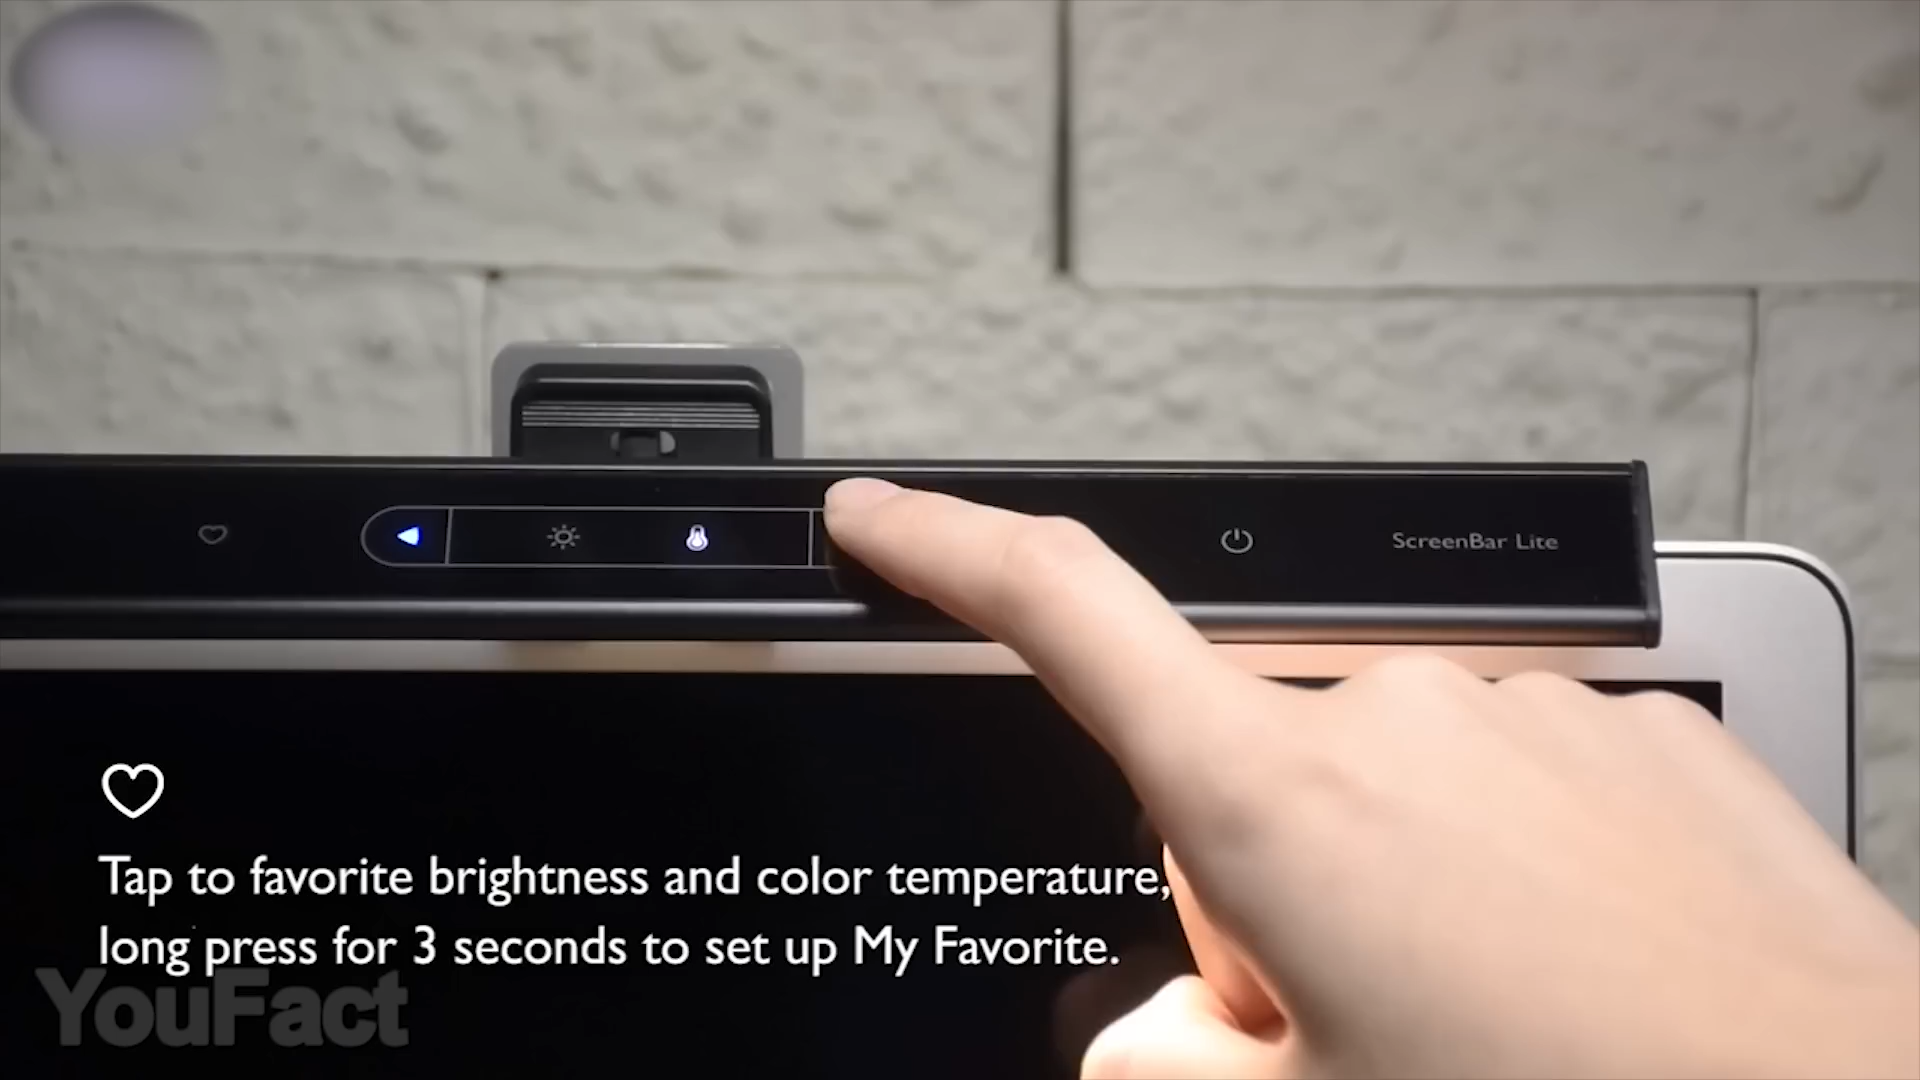 ScreenBar Lite
Tap to favorite brightness and color temperature,
long press for 3 seconds to set up My Favorite.
YouFact